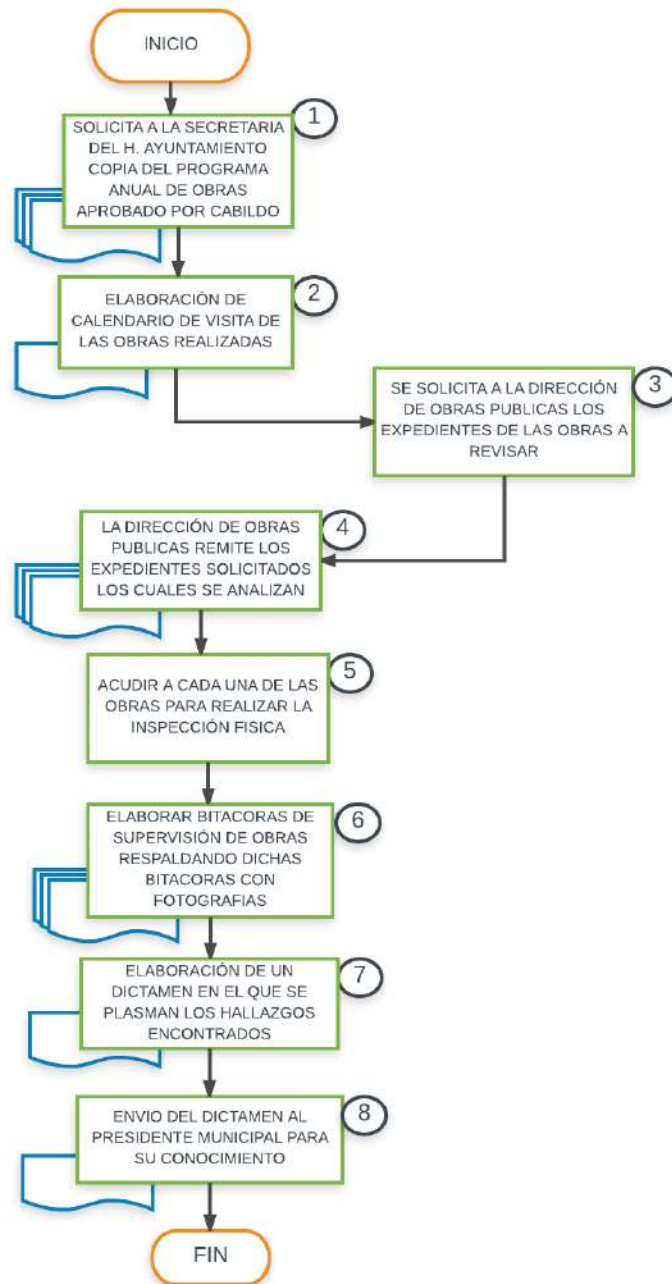 INICIO
1
SOLICITA A LA SECRETARIA
DEL H. AYUNTAMIENTO
COPIA DEL PROGRAMA
ANUAL DE OBRAS
APROBADO POR CABILDO
2
ELABORACIÓN DE
CALENDARIO DE VISITA DE
LAS OBRAS REALIZADAS
3
SE SOLICITA A LA DIRECCIÓN
DE OBRAS PUBLICAS LOS
EXPEDIENTES DE LAS OBRAS A
REVISAR
4
LA DIRECCIÓN DE OBRAS
PUBLICAS REMITE LOS
EXPEDIENTES SOLICITADOS
LOS CUALES SE ANALIZAN
5
ACUDIR A CADA UNA DE LAS
OBRAS PARA REALIZAR LA
INSPECCIÓN FISICA
6
ELABORAR BITACORAS DE
SUPERVISIÓN DE OBRAS
RESPALDANDO DICHAS
BITACORAS CON
FOTOGRAFIAS
7
ELABORACIÓN DE UN
DICTAMEN EN EL QUE SE
PLASMAN LOS HALLAZGOS
ENCONTRADOS
8
ENVIO DEL DICTAMEN AL
PRESIDENTE MUNICIPAL PARA
SU CONOCIMIENTO
FIN